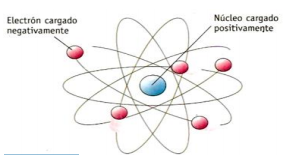 Electrón cargado
negativamente
Núcleo cargado
positivamente